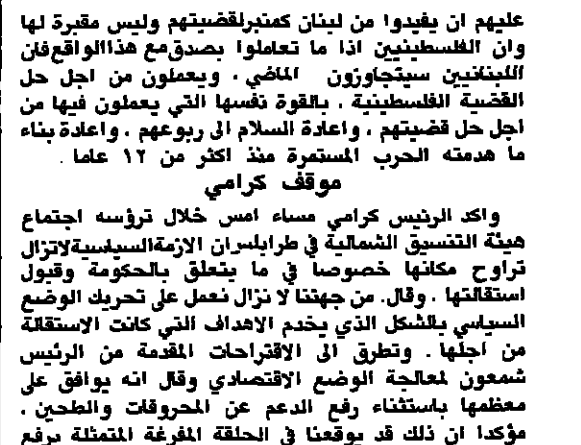 عليهم ان يفيدوا من لبنان كمنبرلقضيتهم وليس مقبرة لها
وان الفلسطينيين اذا ما تعاملوا بصدق مع هذاالواقع فان
اللبنانيين سيتجاوزون الماضي ، ويعملون من اجل حل
القضية الفلسطينية ، بالقوة نفسها التي يعملون فيها من
اجل حل قضيتهم ، واعادة السلام الى ربوعهم ، واعادة بناء
ما هدمته الحرب المستمرة منذ اكثر من ١٢ عاما .
موقف كرامي
واكد الرئيس كرامي مساء امس خلال ترؤسه اجتماع
هيئة التنسيق الشمالية في طرابلس ان الازمة السياسية لاتزال
تراوح مكانها خصوصا في ما يتعلق بالحكومة وقبول
استقالتها . وقال. من جهتنا لا نزال نعمل على تحريك الوضع
السياسي بالشكل الذي يخدم الاهداف التي كانت الاستقالة
من اجلها . وتطرق الى الاقتراحات المقدمة من الرئيس
شمعون لمعالجة الوضع الاقتصادي وقال انه يوافق على
معظمها باستثناء رفع الدعم عن المحروقات والطحين .
مؤكدا ان ذلك قد يوقعنا في الحلقة المفرغة المتمثلة برفع